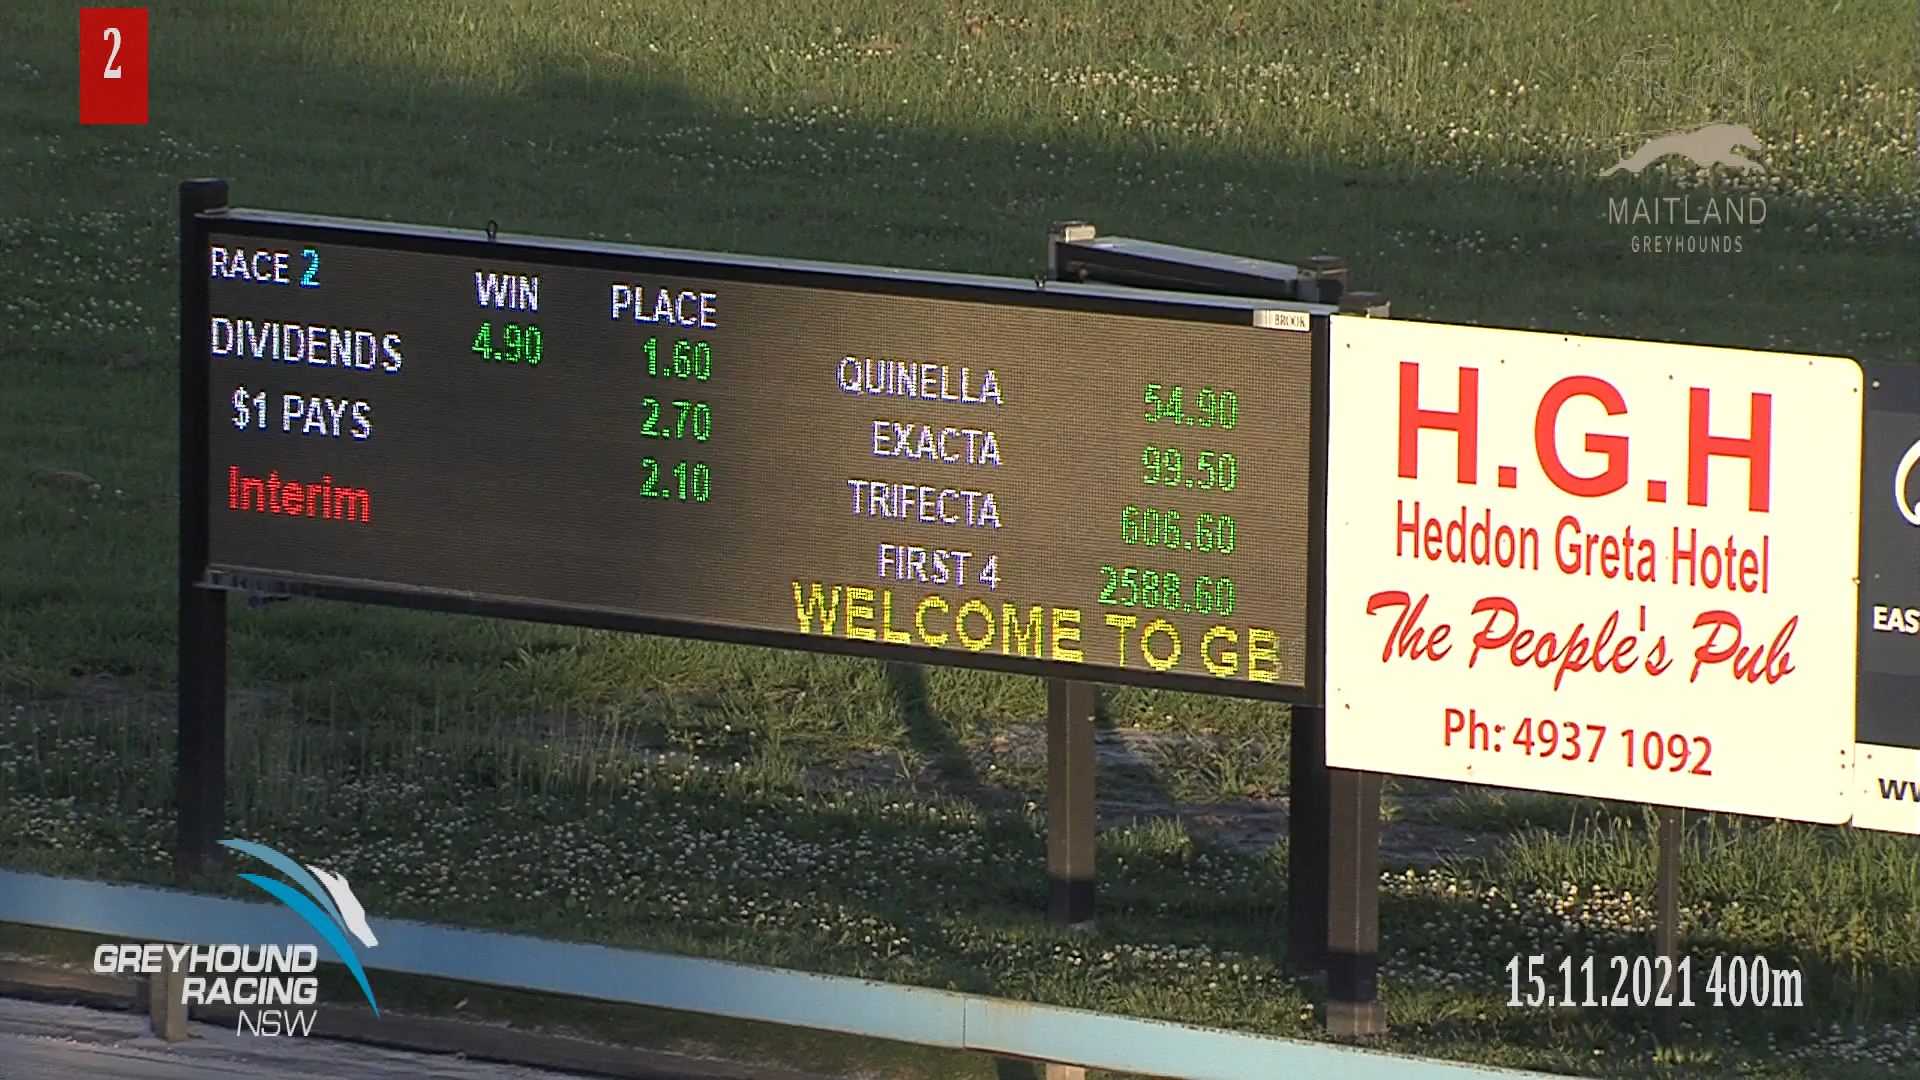 2
MAITLAND
GREYHOUNDS
RACE 2
WIN
PLACE
DIVIDENDS
4.90
1.60
$1 PAYS
2.70
Interim
2.10
QUINELLA 54.90
EXACTA 99.50
TRIFECTA 606.60
FIRST 4 2588.60
WELCOME TO GB
BROOK
H.G.H
Heddon Greta Hotel
The People's Pub
Ph: 4937 1092
EAS
GREYHOUND
RACING
NSW
15.11.2021 400m